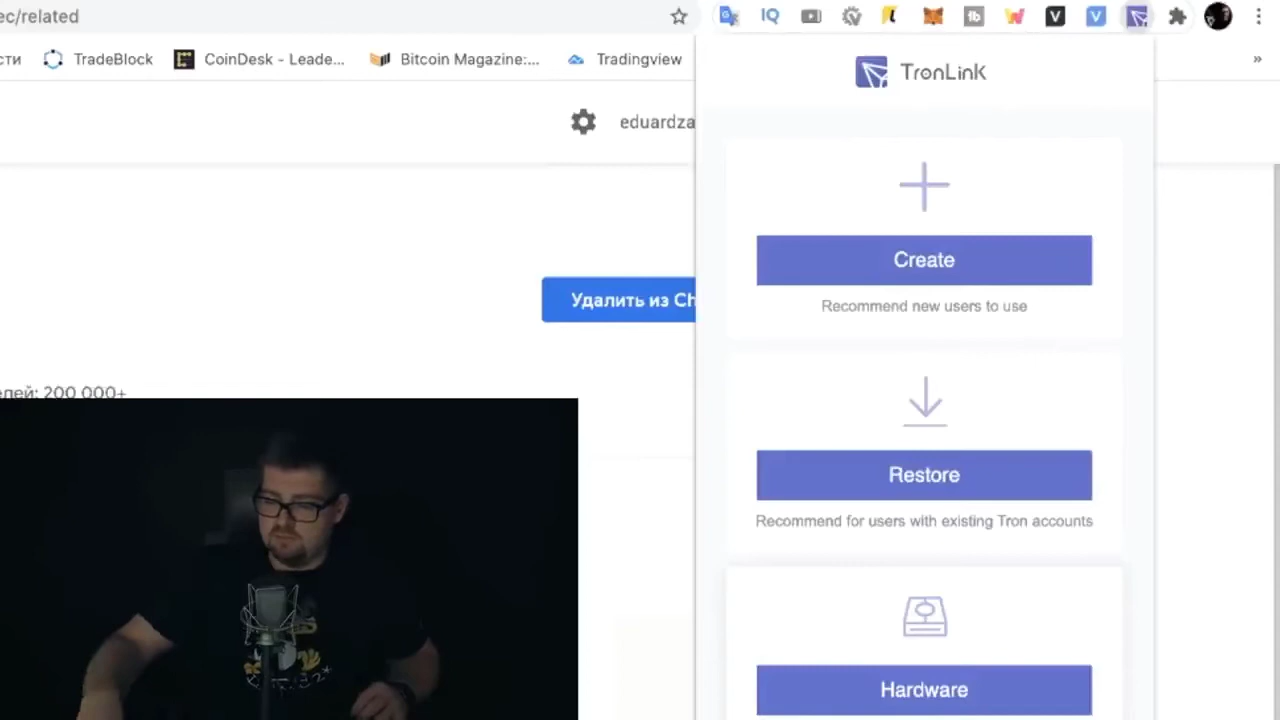 ec/related
сти
TradeBlock
CoinDesk - Leade...
Bitcoin Magazine:...
Tradingview
»
TronLink
eduardza
Create
Recommend new users to use
Удалить из Ch
Restore
елей: 200 000+
Recommend for users with existing Tron accounts
Hardware